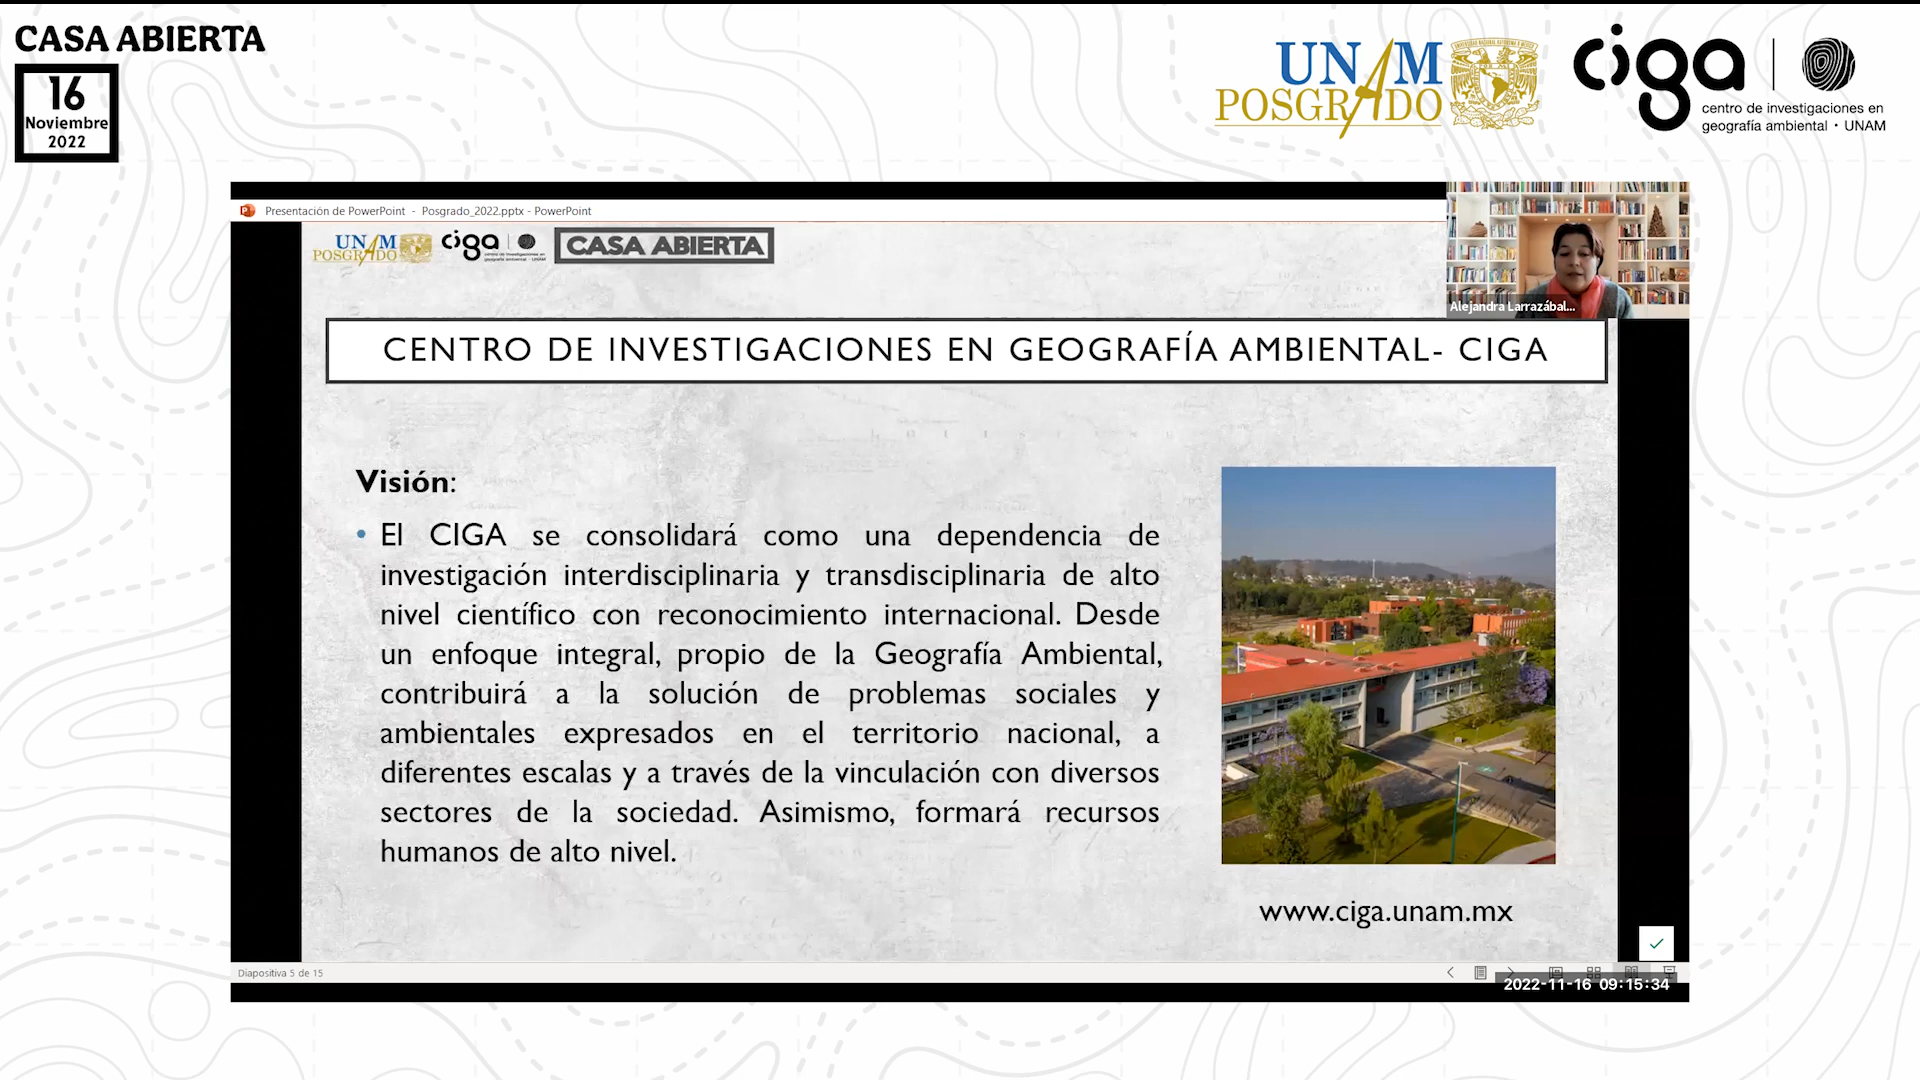 CASA ABIERTA
16
Noviembre
2022
UNAM
POSGRADO
ciga
centro de investigaciones en
geografía ambiental • UNAM
Presentación de PowerPoint - Posgrado_2022.pptx - PowerPoint
UNAM
POSGRADO
ciga
CASA ABIERTA
Alejandra Larrazábal...
CENTRO DE INVESTIGACIONES EN GEOGRAFÍA AMBIENTAL- CIGA
Visión:
• El CIGA se consolidará como una dependencia de
investigación interdisciplinaria y transdisciplinaria de alto
nivel científico con reconocimiento internacional. Desde
un enfoque integral, propio de la Geografía Ambiental,
contribuirá a la solución de problemas sociales y
ambientales expresados en el territorio nacional, a
diferentes escalas y a través de la vinculación con diversos
sectores de la sociedad. Asimismo, formará recursos
humanos de alto nivel.
www.ciga.unam.mx
Diapositiva 5 de 15
2022-11-16 09:15:34